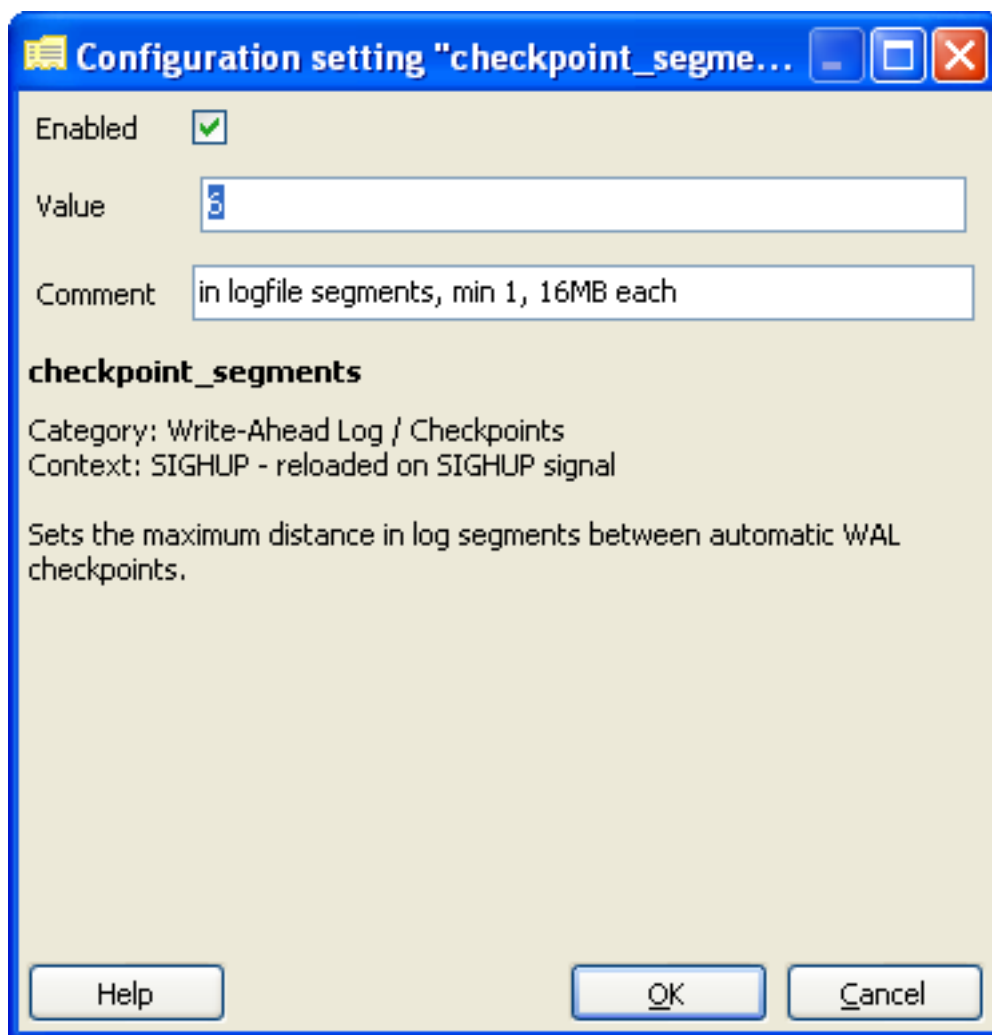 Configuration setting "checkpoint_segme...
Enabled
Value 6
Comment in logfile segments, min 1, 16MB each
checkpoint_segments
Category: Write-Ahead Log / Checkpoints
Context: SIGHUP - reloaded on SIGHUP signal
Sets the maximum distance in log segments between automatic WAL
checkpoints.
Help OK Cancel